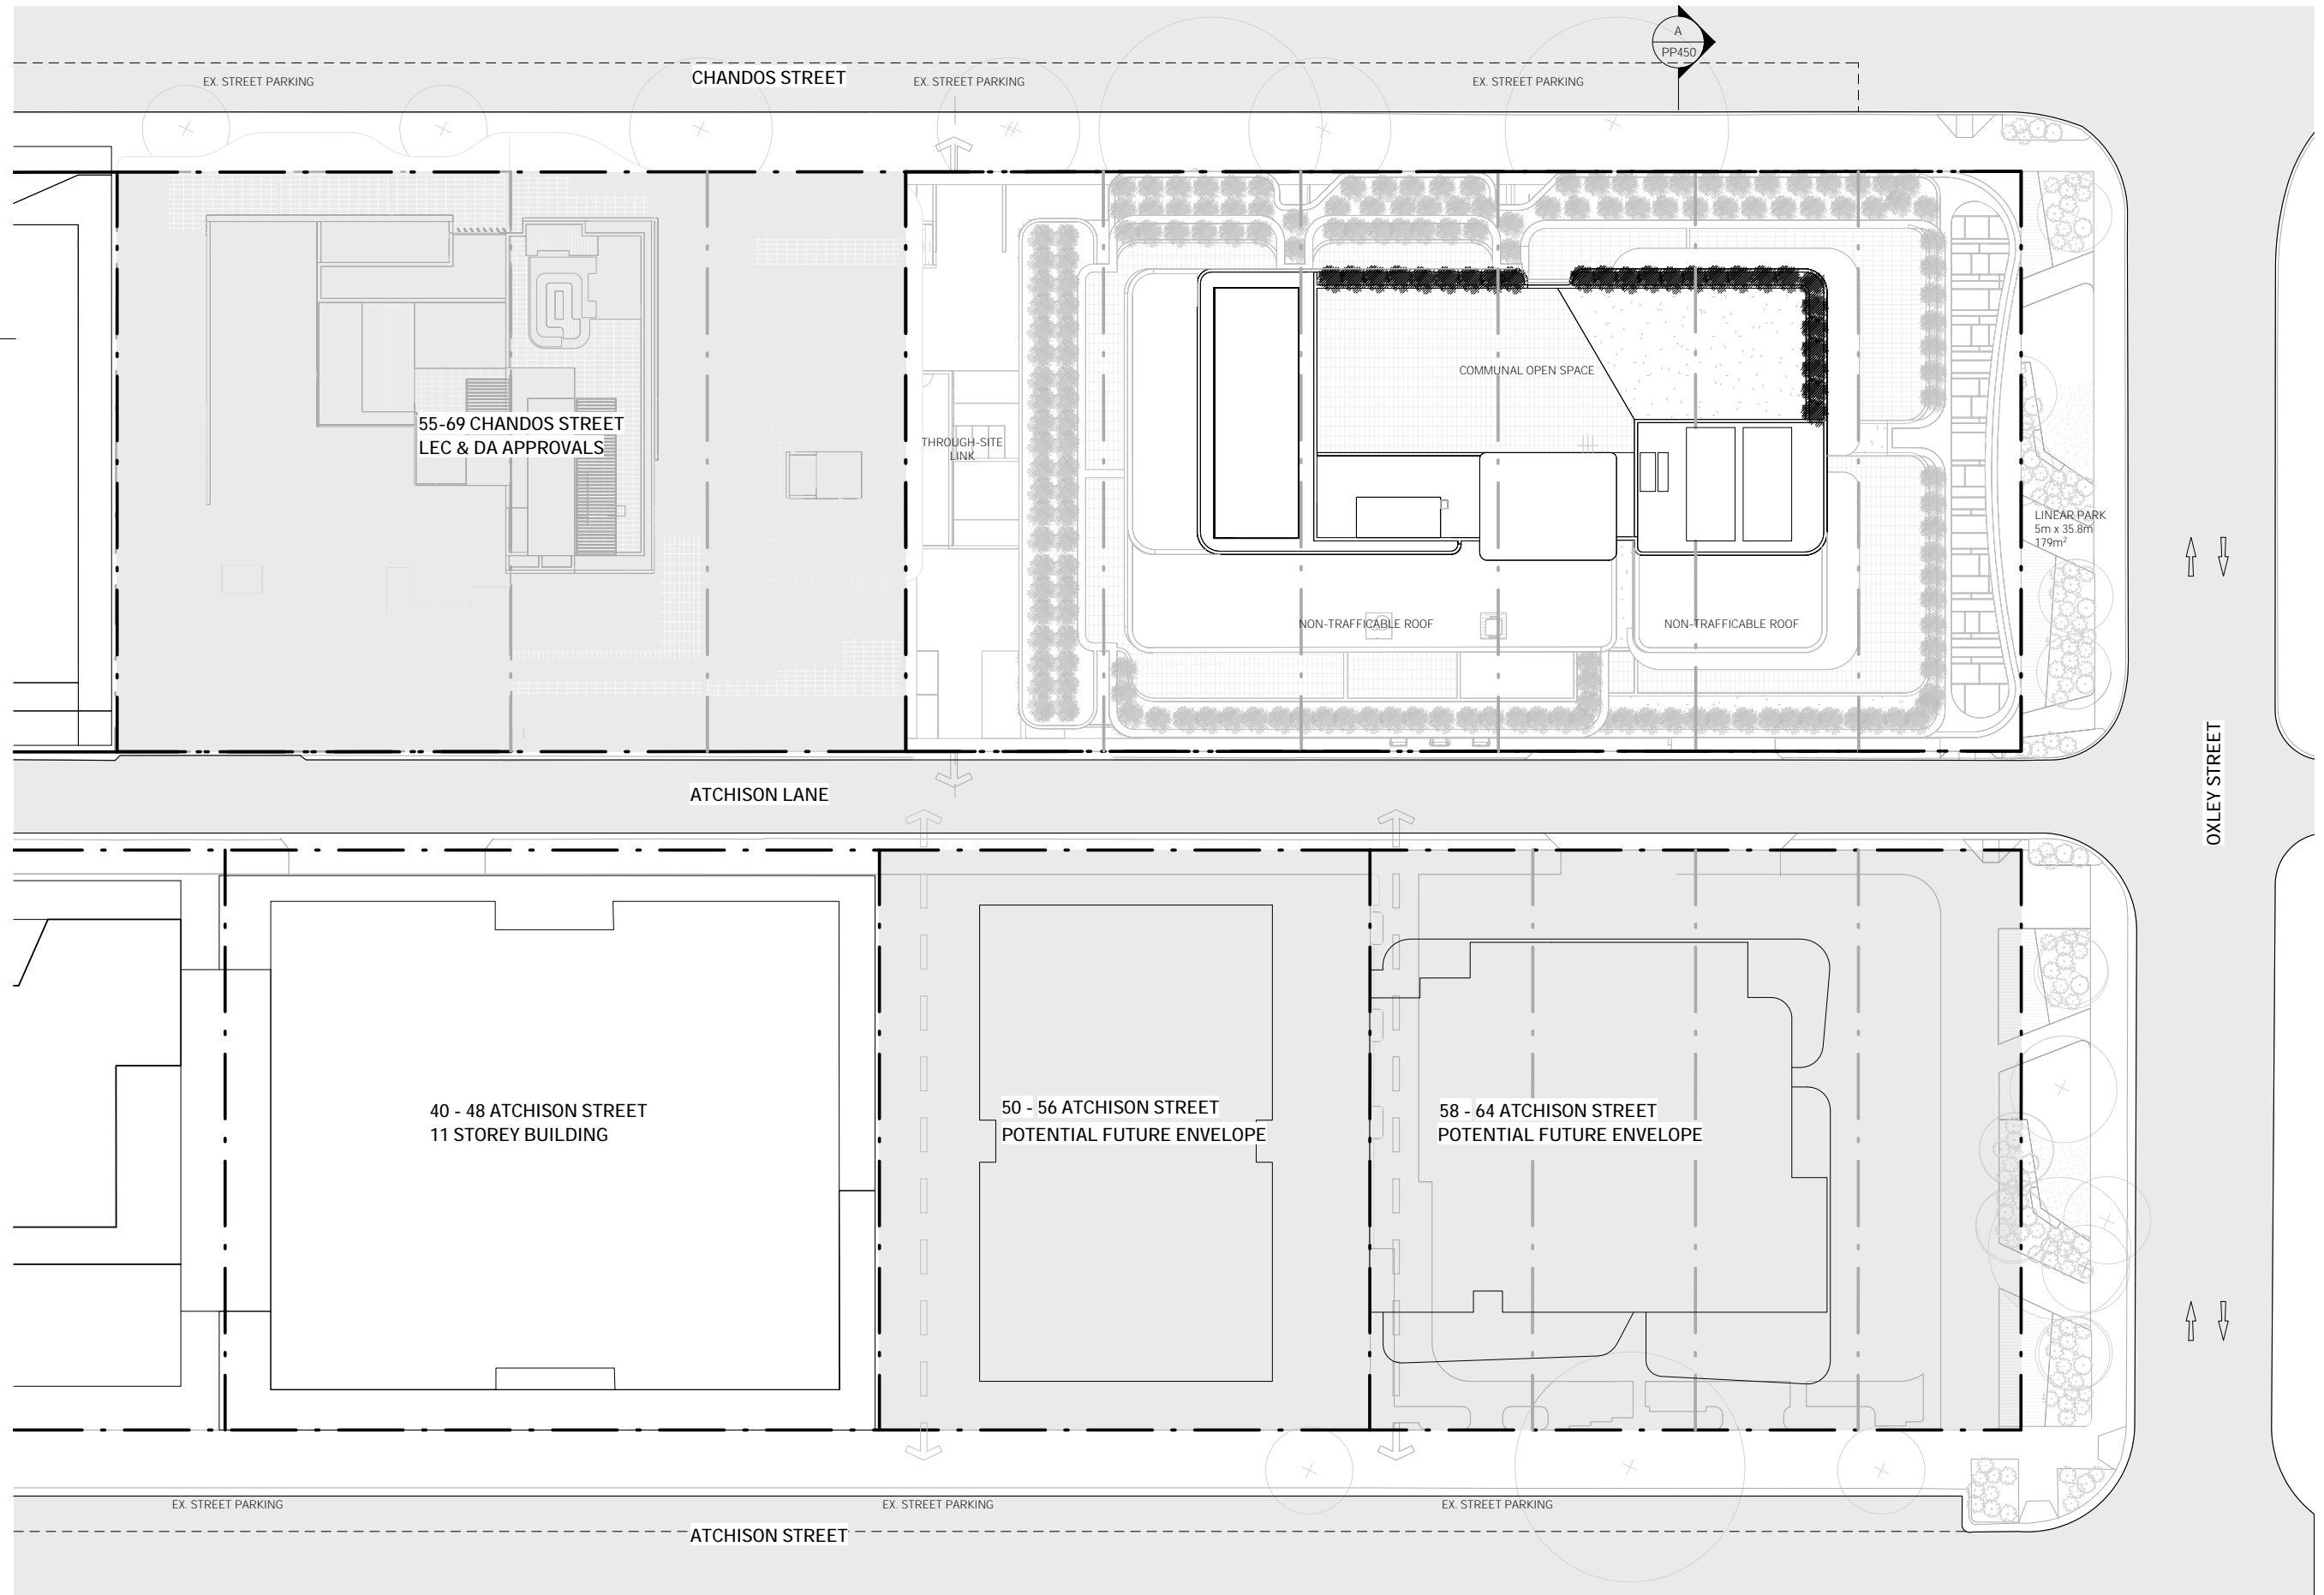 A
PP450
CHANDOS STREET
EX. STREET PARKING
EX. STREET PARKING
EX. STREET PARKING
COMMUNAL OPEN SPACE
55-69 CHANDOS STREET
LEC & DA APPROVALS
THROUGH-SITE
LINK
LINEAR PARK
5m x 35.8m
179m²
NON-TRAFFICABLE ROOF
NON-TRAFFICABLE ROOF
ATCHISON LANE
OXLEY STREET
40 - 48 ATCHISON STREET
11 STOREY BUILDING
50 - 56 ATCHISON STREET
POTENTIAL FUTURE ENVELOPE
58 - 64 ATCHISON STREET
POTENTIAL FUTURE ENVELOPE
EX. STREET PARKING
EX. STREET PARKING
EX. STREET PARKING
ATCHISON STREET